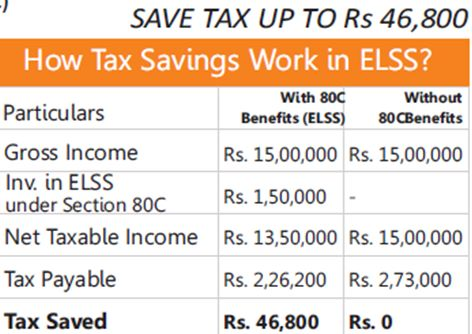 SAVE TAX UP TO Rs 46,800
How Tax Savings Work in ELSS?
Particulars With 80C Benefits (ELSS) Without 80CBenefits
Gross Income Rs. 15,00,000 Rs. 15,00,000
Inv. in ELSS under Section 80C Rs. 1,50,000 -
Net Taxable Income Rs. 13,50,000 Rs. 15,00,000
Tax Payable Rs. 2,26,200 Rs. 2,73,000
Tax Saved Rs. 46,800 Rs. 0